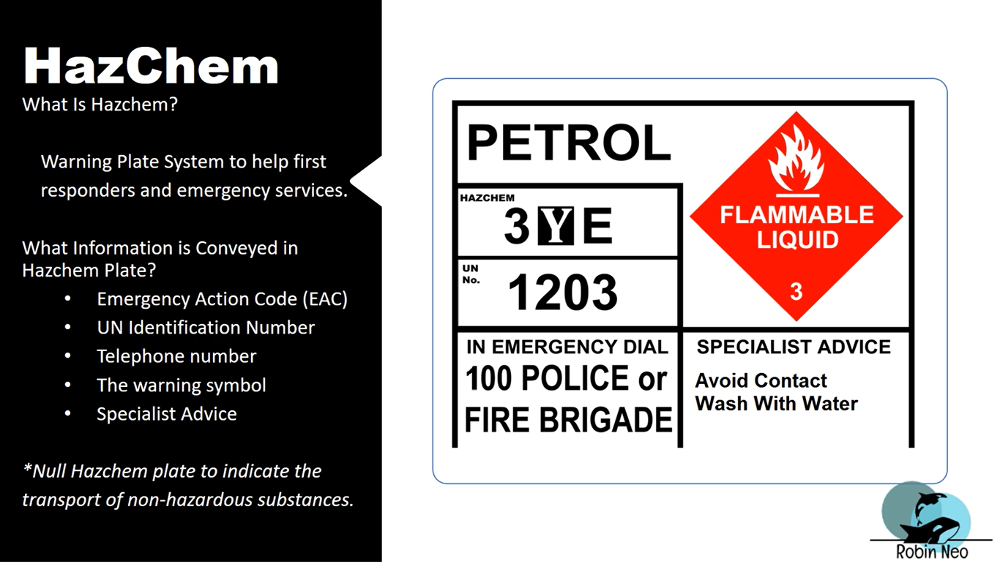 HazChem
What Is Hazchem?
Warning Plate System to help first
responders and emergency services.
What Information is Conveyed in
Hazchem Plate?
• Emergency Action Code (EAC)
• UN Identification Number
• Telephone number
• The warning symbol
• Specialist Advice
*Null Hazchem plate to indicate the
transport of non-hazardous substances.
PETROL
HAZCHEM
3YE
UN
No.
1203
FLAMMABLE
LIQUID
3
IN EMERGENCY DIAL
100 POLICE or
FIRE BRIGADE
SPECIALIST ADVICE
Avoid Contact
Wash With Water
Robin Neo